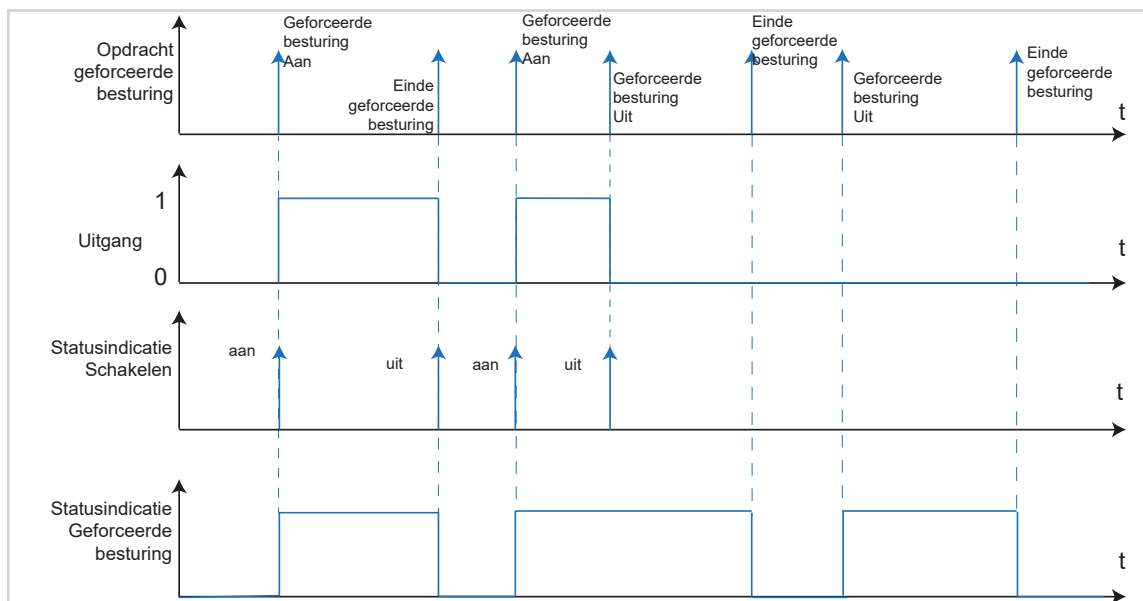 Opdracht
geforceerde
besturing
Geforceerde
besturing
Aan
Einde
geforceerde
besturing
Geforceerde
besturing
Aan
Geforceerde
besturing
Uit
Einde
geforceerde
besturing
Geforceerde
besturing
Uit
Einde
geforceerde
besturing
t
1
Uitgang
0
t
Statusindicatie
Schakelen
aan
uit
aan
uit
t
Statusindicatie
Geforceerde
besturing
t